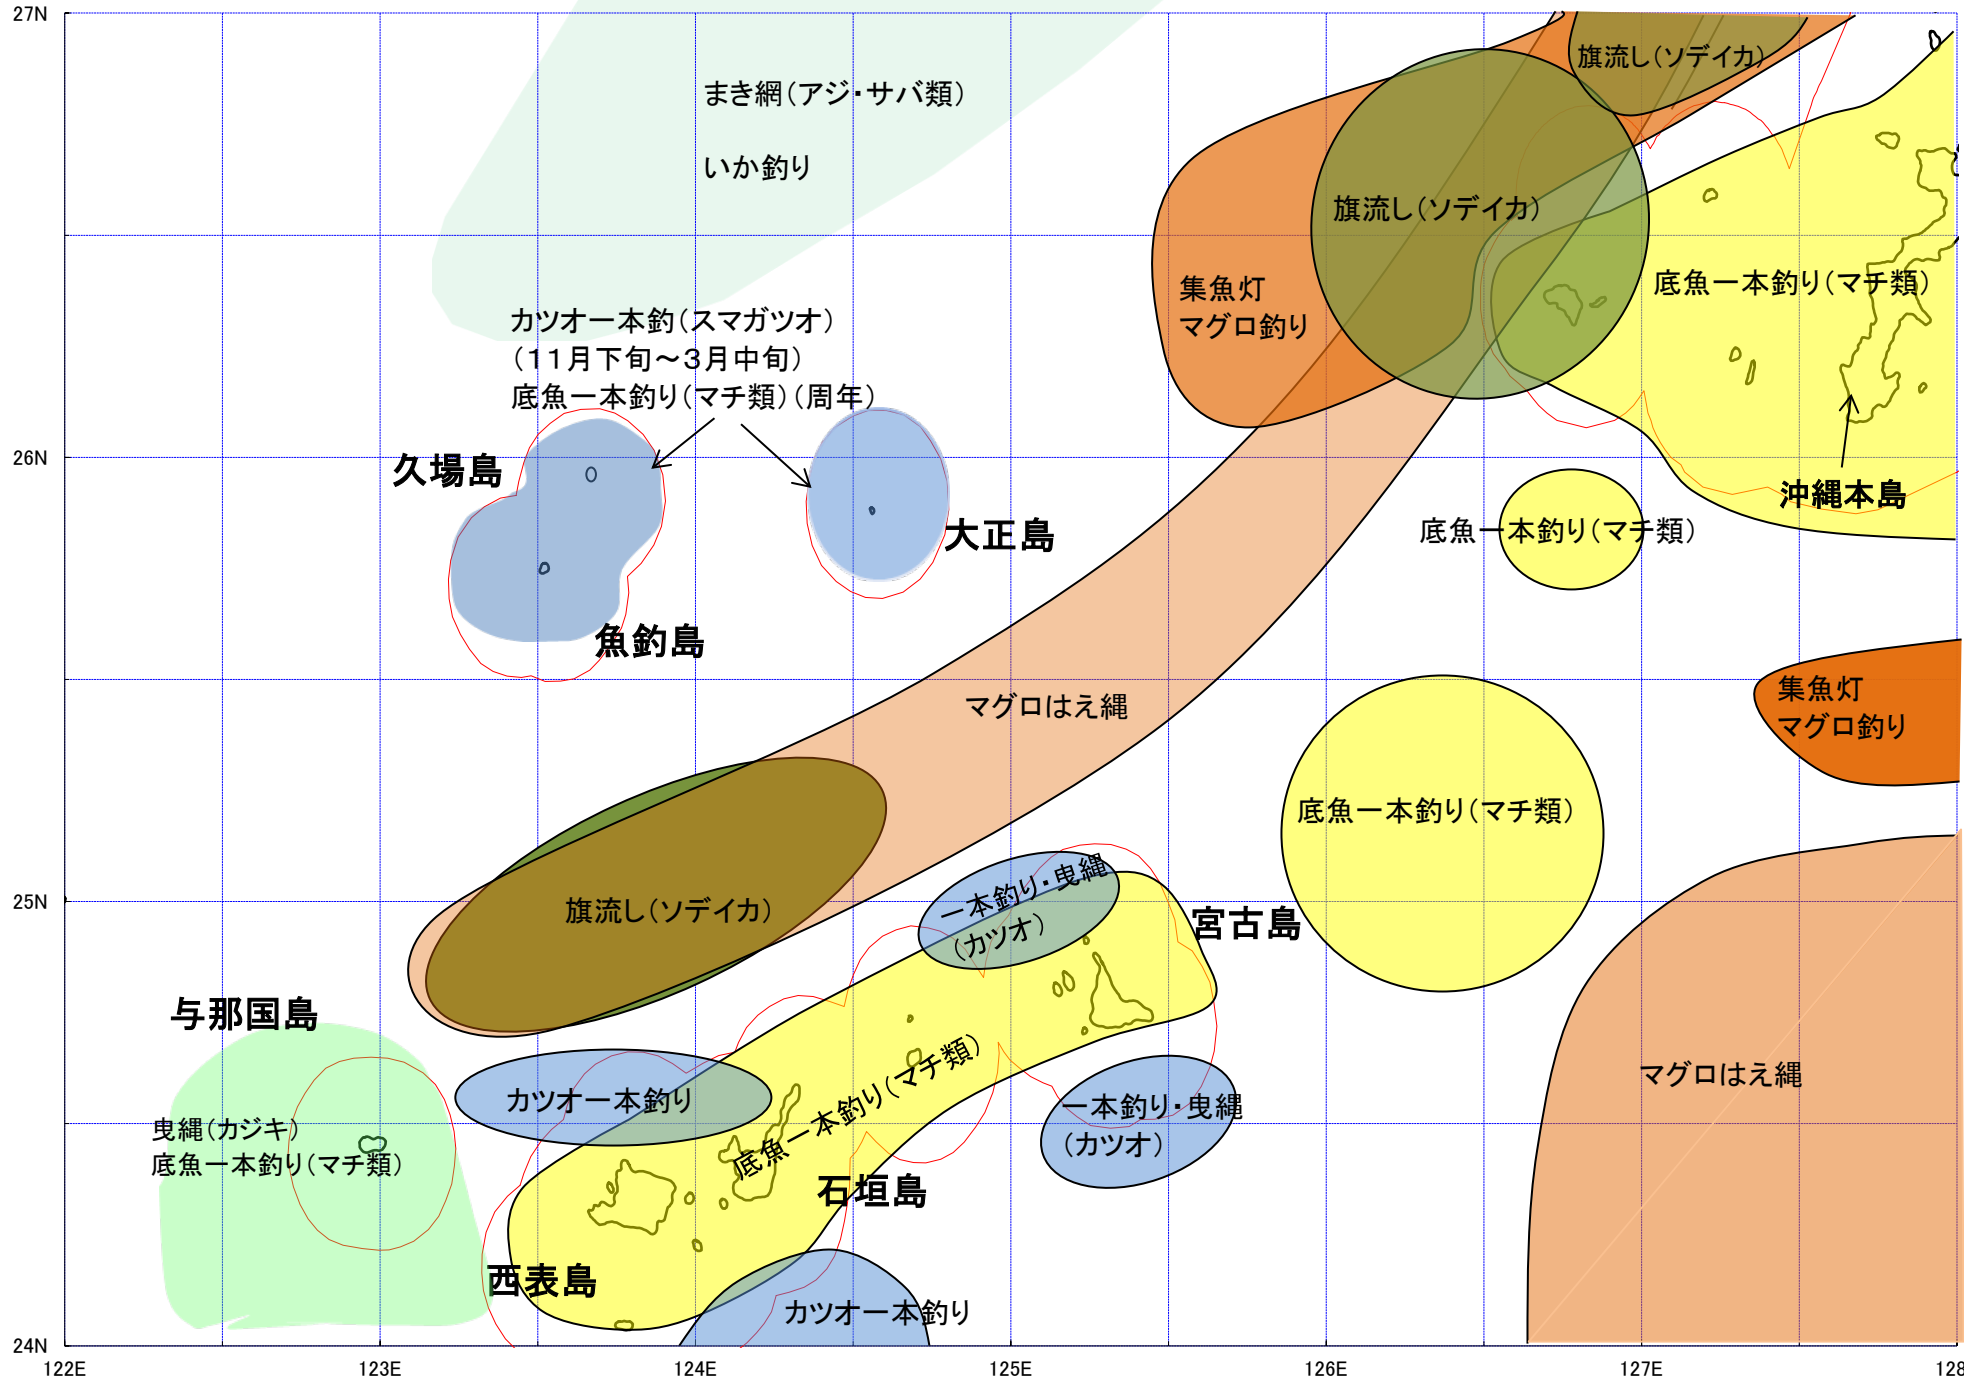 27N
まき網（アジ・サバ類）
いか釣り
旗流し（ソデイカ）
旗流し（ソデイカ）
底魚一本釣り（マチ類）
集魚灯
マグロ釣り
カツオ一本釣（スマガツオ）
（１１月下旬～３月中旬）
底魚一本釣り（マチ類）（周年）
26N
久場島
大正島
沖縄本島
底魚一本釣り（マチ類）
魚釣島
マグロはえ縄
集魚灯
マグロ釣り
底魚一本釣り（マチ類）
25N
旗流し（ソデイカ）
一本釣り・曳縄
（カツオ）
宮古島
与那国島
曳縄（カジキ）
底魚一本釣り（マチ類）
カツオ一本釣り
底魚一本釣り（マチ類）
一本釣り・曳縄
（カツオ）
マグロはえ縄
石垣島
西表島
カツオ一本釣り
24N
122E 123E 124E 125E 126E 127E 128